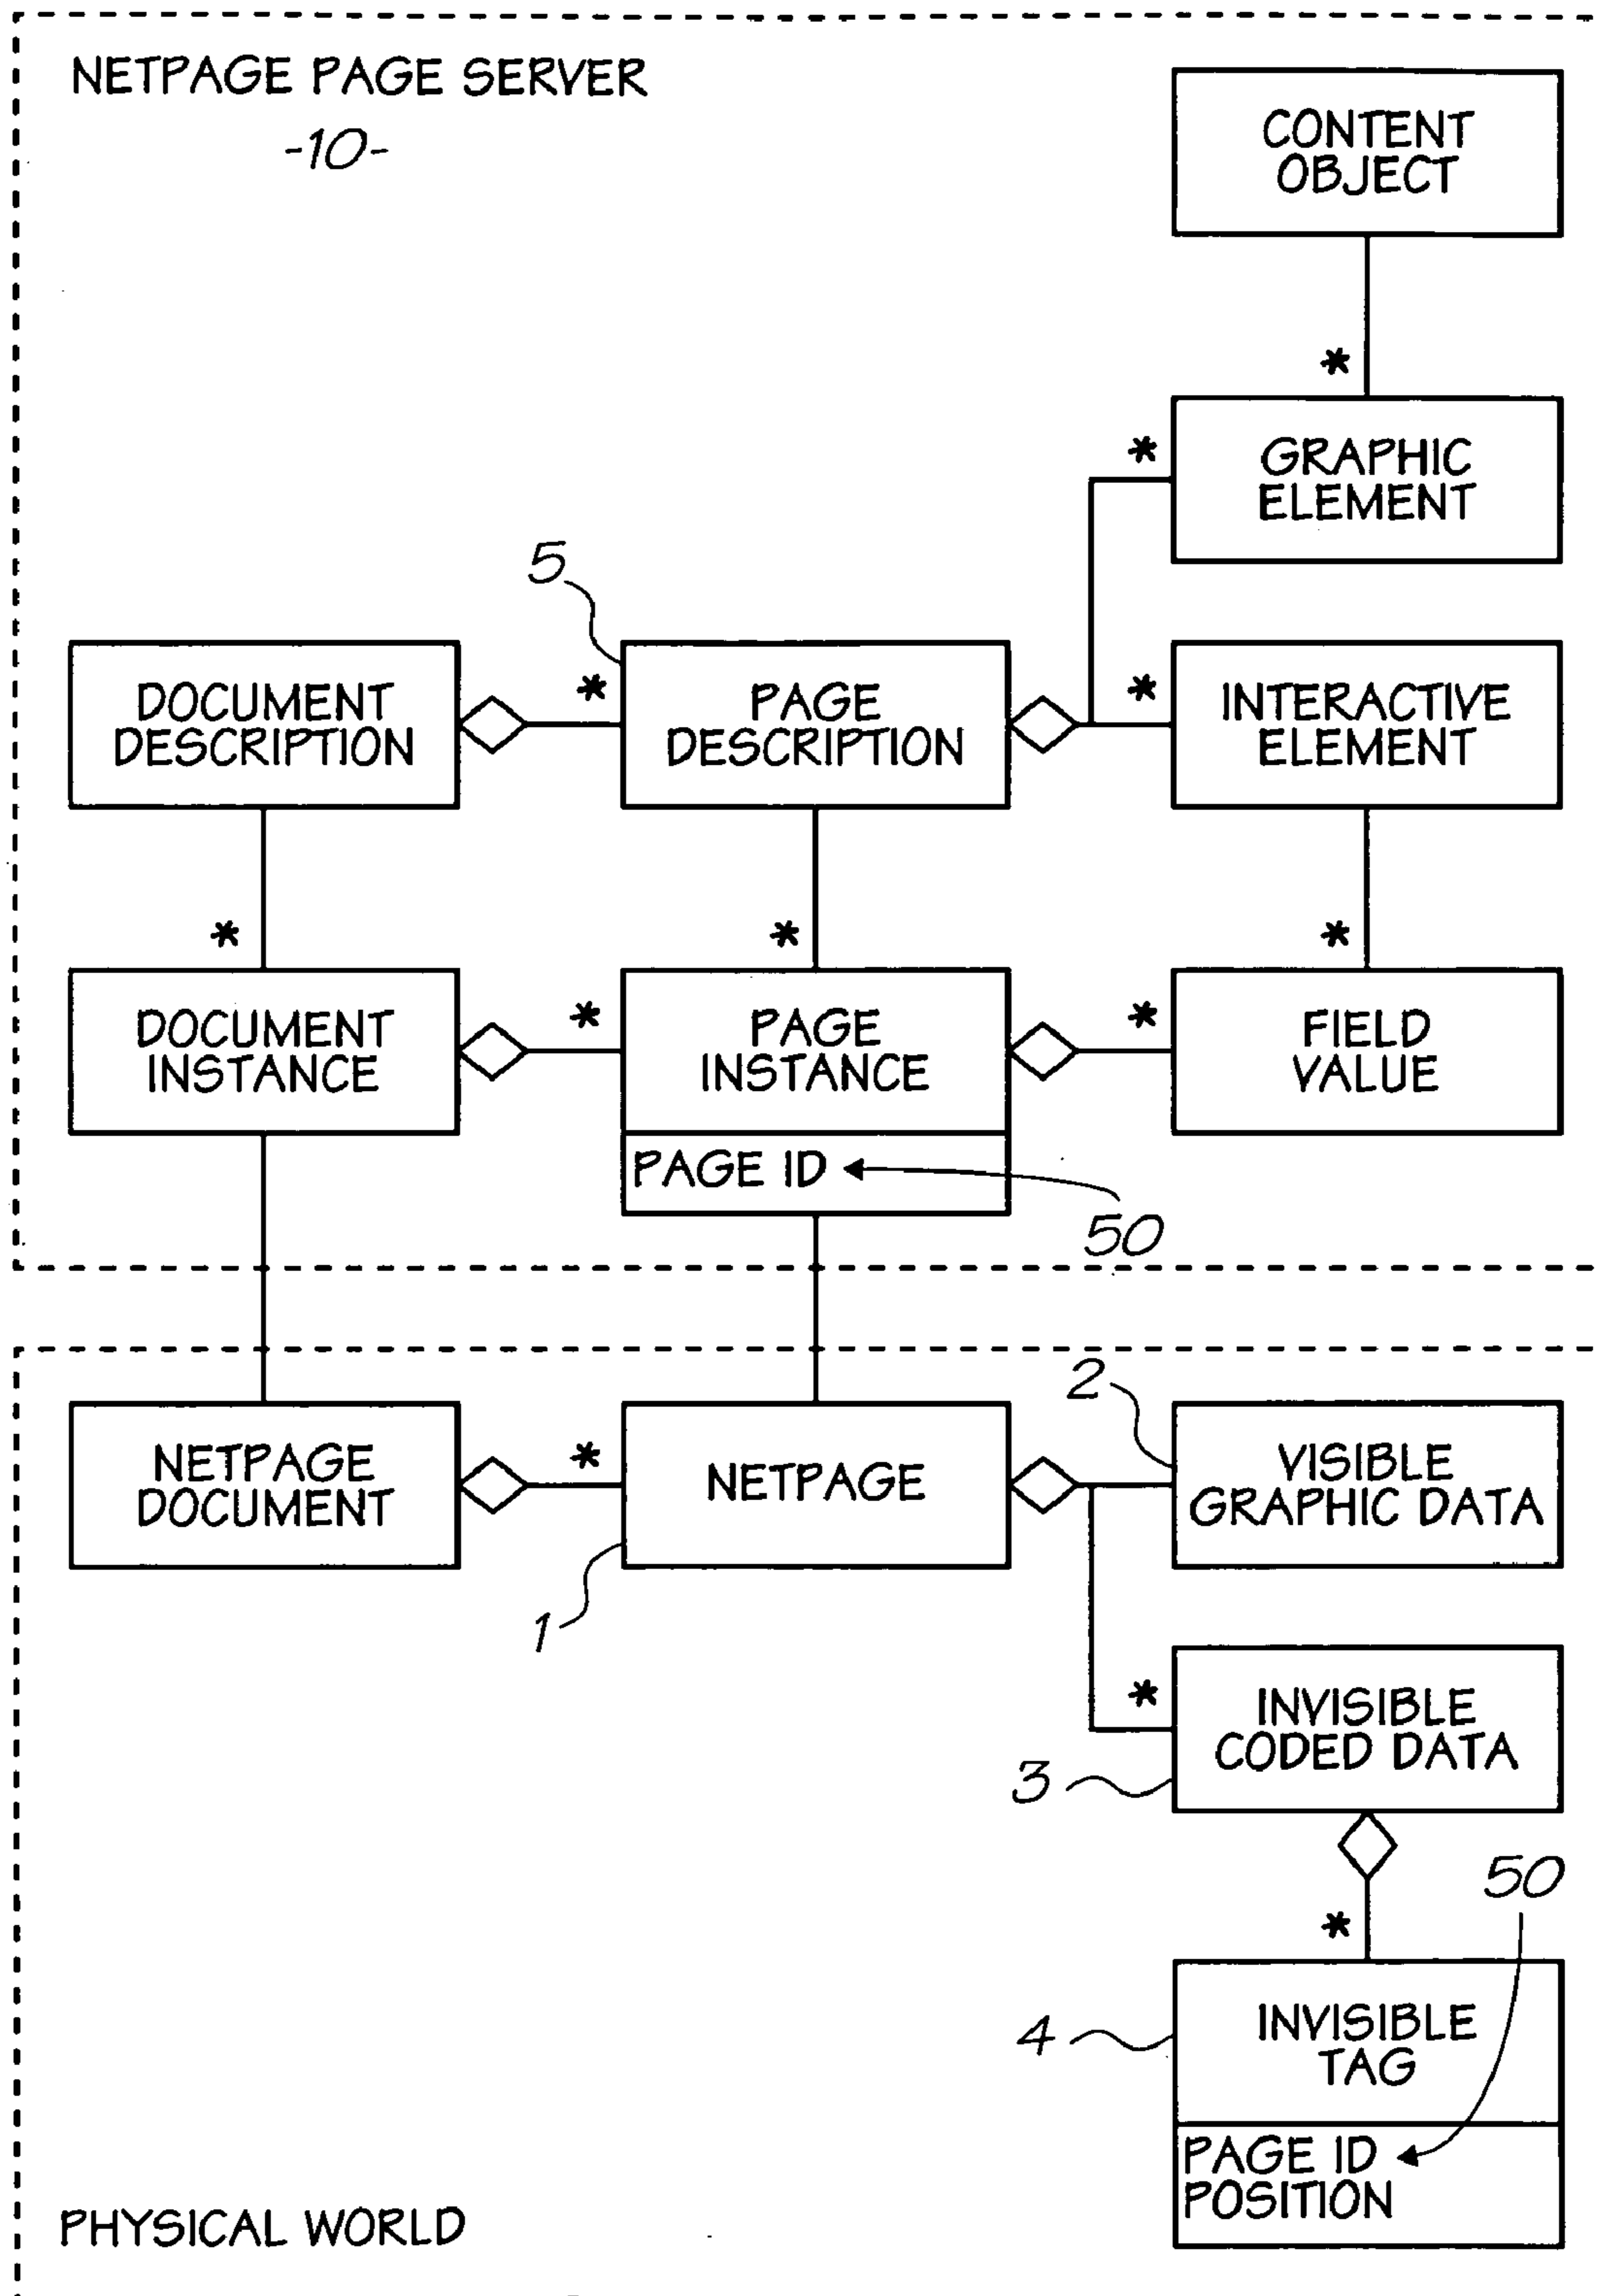 NETPAGE PAGE SERVER
-10-
CONTENT
OBJECT
*
*
GRAPHIC
ELEMENT
5
DOCUMENT
DESCRIPTION
*
PAGE
DESCRIPTION
*
INTERACTIVE
ELEMENT
*
*
*
DOCUMENT
INSTANCE
*
PAGE
INSTANCE
*
FIELD
VALUE
PAGE ID
50
2
NETPAGE
DOCUMENT
*
NETPAGE
VISIBLE
GRAPHIC DATA
1
*
INVISIBLE
CODED DATA
3
50
*
4
INVISIBLE
TAG
PAGE ID
POSITION
PHYSICAL WORLD